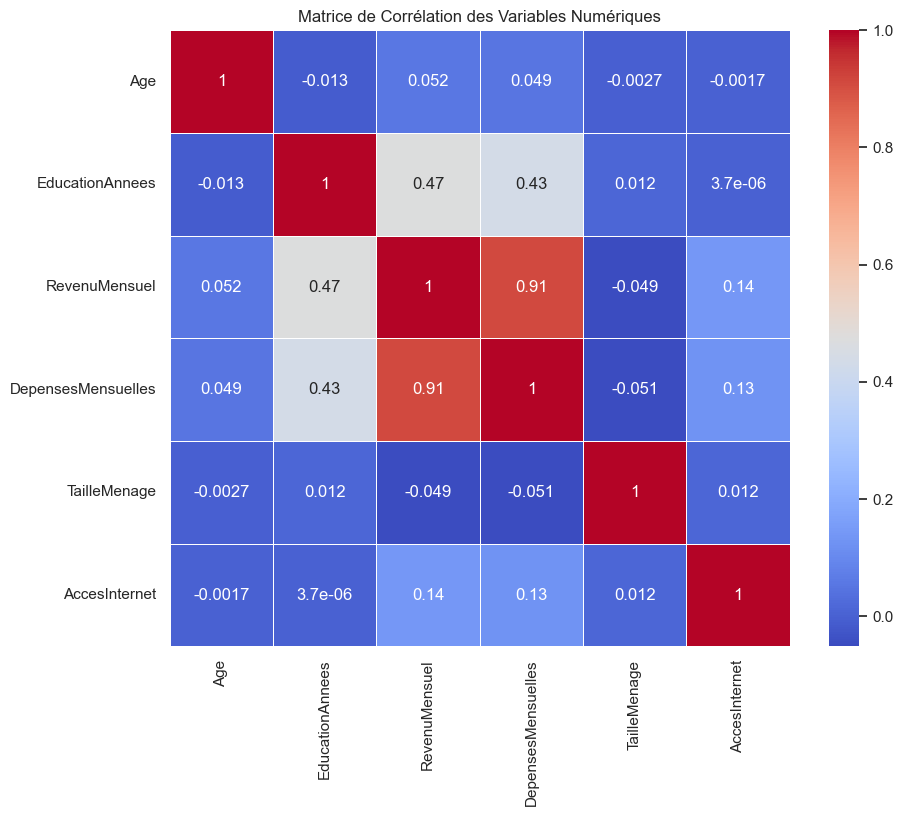 Matrice de Corrélation des Variables Numériques
Age 1 -0.013 0.052 0.049 -0.0027 -0.0017
EducationAnnees -0.013 1 0.47 0.43 0.012 3.7e-06
RevenuMensuel 0.052 0.47 1 0.91 -0.049 0.14
DepensesMensuelles 0.049 0.43 0.91 1 -0.051 0.13
TailleMenage -0.0027 0.012 -0.049 -0.051 1 0.012
AccesInternet -0.0017 3.7e-06 0.14 0.13 0.012 1
Age
EducationAnnees
RevenuMensuel
DepensesMensuelles
TailleMenage
AccesInternet
1.0
0.8
0.6
0.4
0.2
0.0